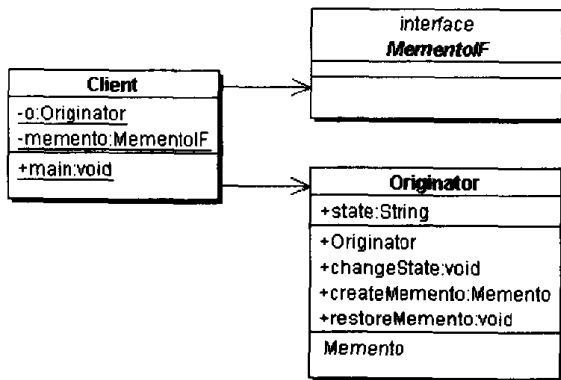 interface
MementoIF
Client
-o:Originator
-memento:MementoIF
+main:void
Originator
+state:String
+Originator
+changeState:void
+createMemento:Memento
+restoreMemento:void
Memento